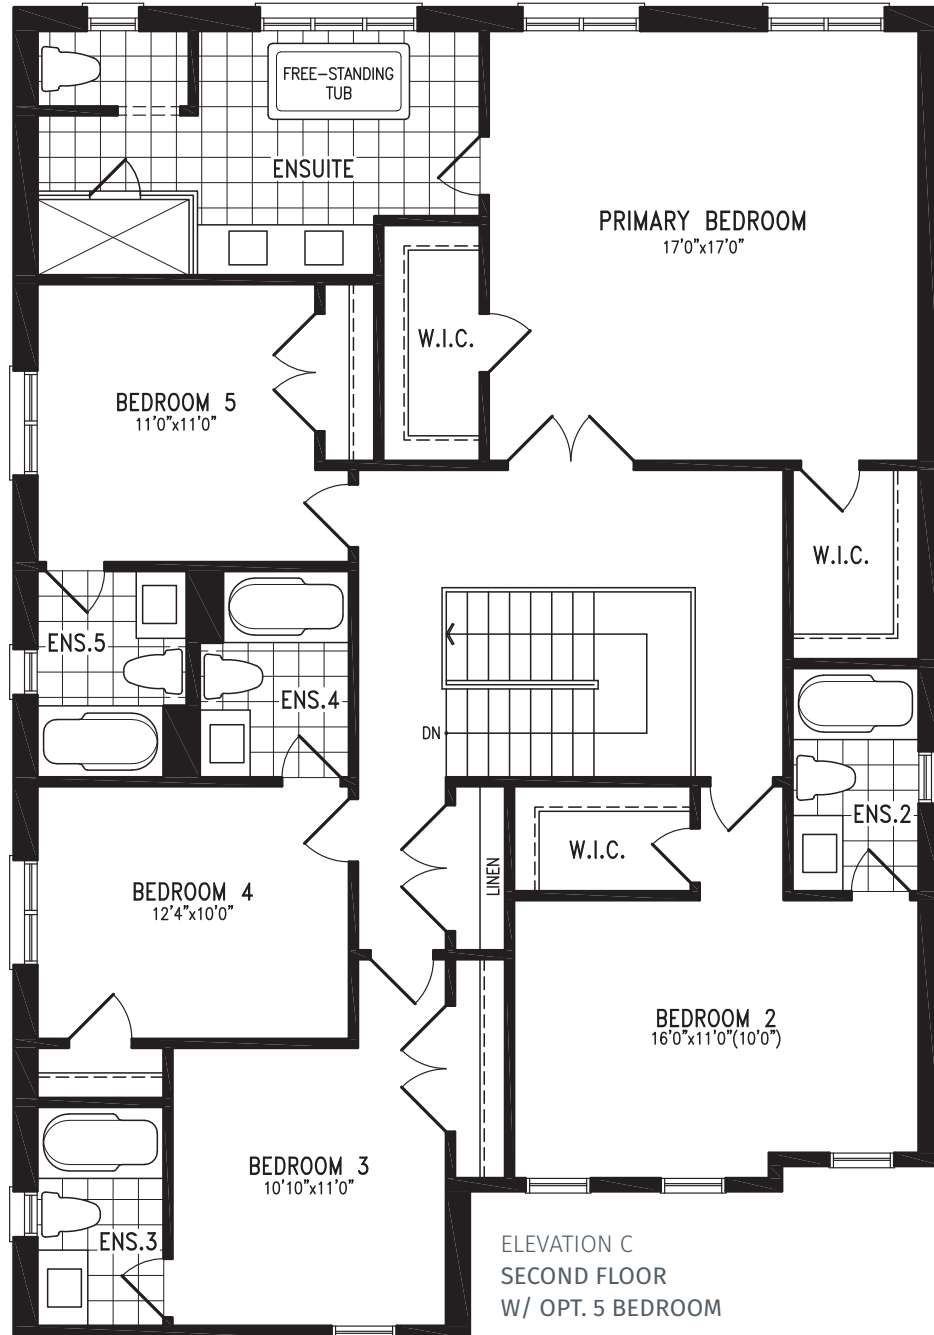 FREE-STANDING
TUB
ENSUITE
PRIMARY BEDROOM
17'0"x17'0"
W.I.C.
BEDROOM 5
11'0"x11'0"
W.I.C.
ENS.5
ENS.4
DN
ENS.2
W.I.C.
LINEN
BEDROOM 4
12'4"x10'0"
BEDROOM 2
16'0"x11'0"(10'0")
BEDROOM 3
10'10"x11'0"
ENS.3
ELEVATION C
SECOND FLOOR
W/ OPT. 5 BEDROOM